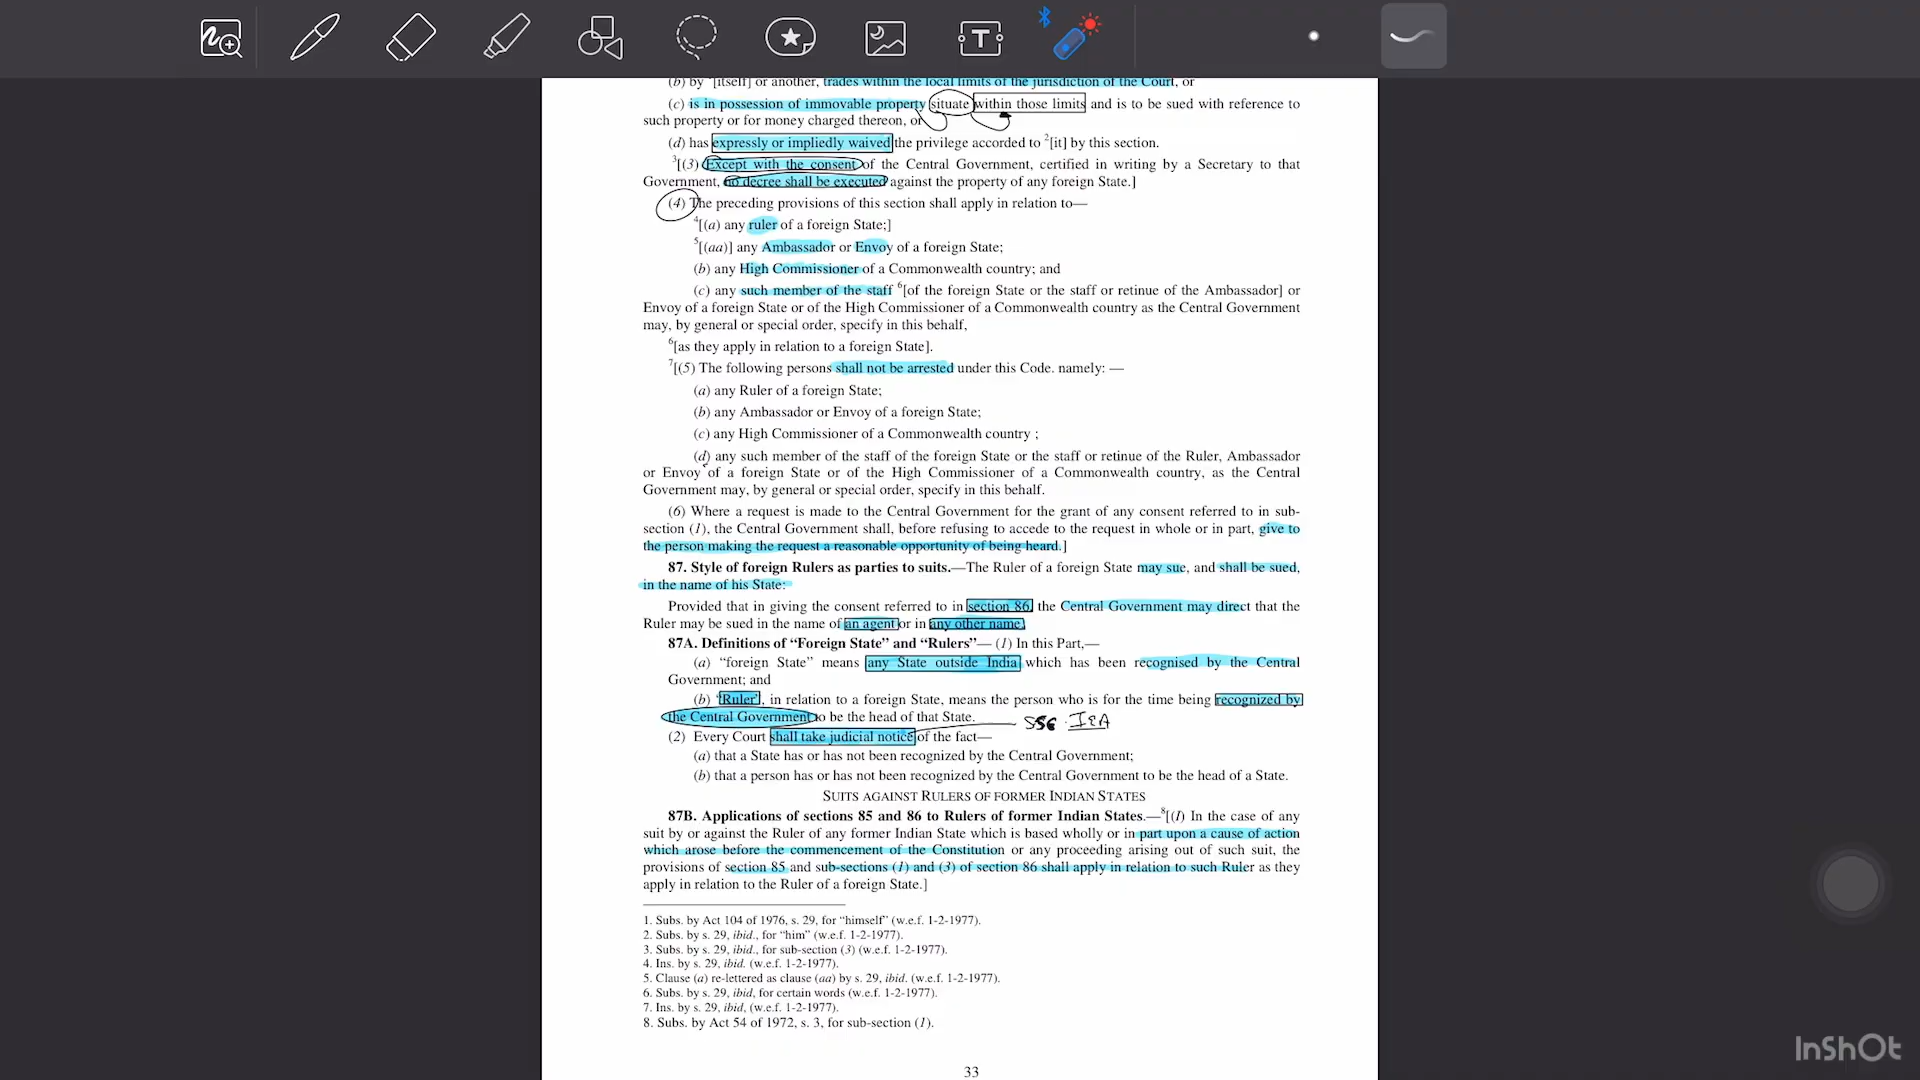 (b) by [itself] or another, trades within the local limits of the jurisdiction of the Court, or
(c) is in possession of immovable property situate within those limits and is to be sued with reference to
such property or for money charged thereon, or
(d) has expressly or impliedly waived the privilege accorded to 2[it] by this section.
3[(3) Except with the consent of the Central Government, certified in writing by a Secretary to that
Government, no decree shall be executed against the property of any foreign State.]
(4) The preceding provisions of this section shall apply in relation to—
4[(a) any ruler of a foreign State;]
5[(aa)] any Ambassador or Envoy of a foreign State;
(b) any High Commissioner of a Commonwealth country; and
(c) any such member of the staff 6[of the foreign State or the staff or retinue of the Ambassador] or
Envoy of a foreign State or of the High Commissioner of a Commonwealth country as the Central Government
may, by general or special order, specify in this behalf,
6[as they apply in relation to a foreign State].
7[(5) The following persons shall not be arrested under this Code. namely: —
(a) any Ruler of a foreign State;
(b) any Ambassador or Envoy of a foreign State;
(c) any High Commissioner of a Commonwealth country ;
(d) any such member of the staff of the foreign State or the staff or retinue of the Ruler, Ambassador
or Envoy of a foreign State or of the High Commissioner of a Commonwealth country, as the Central
Government may, by general or special order, specify in this behalf.
(6) Where a request is made to the Central Government for the grant of any consent referred to in sub-
section (1), the Central Government shall, before refusing to accede to the request in whole or in part, give to
the person making the request a reasonable opportunity of being heard.]
87. Style of foreign Rulers as parties to suits.—The Ruler of a foreign State may sue, and shall be sued,
in the name of his State:
Provided that in giving the consent referred to in section 86, the Central Government may direct that the
Ruler may be sued in the name of an agent or in any other name.
87A. Definitions of “Foreign State” and “Rulers”— (1) In this Part,—
(a) “foreign State” means any State outside India which has been recognised by the Central
Government; and
(b) “Ruler”, in relation to a foreign State, means the person who is for the time being recognized by
the Central Government to be the head of that State.
S56 · IEA
(2) Every Court shall take judicial notice of the fact—
(a) that a State has or has not been recognized by the Central Government;
(b) that a person has or has not been recognized by the Central Government to be the head of a State.
SUITS AGAINST RULERS OF FORMER INDIAN STATES
87B. Applications of sections 85 and 86 to Rulers of former Indian States.—8[(1) In the case of any
suit by or against the Ruler of any former Indian State which is based wholly or in part upon a cause of action
which arose before the commencement of the Constitution or any proceeding arising out of such suit, the
provisions of section 85 and sub-sections (1) and (3) of section 86 shall apply in relation to such Ruler as they
apply in relation to the Ruler of a foreign State.]
1. Subs. by Act 104 of 1976, s. 29, for “himself” (w.e.f. 1-2-1977).
2. Subs. by s. 29, ibid., for “him” (w.e.f. 1-2-1977).
3. Subs. by s. 29, ibid., for sub-section (3) (w.e.f. 1-2-1977).
4. Ins. by s. 29, ibid. (w.e.f. 1-2-1977).
5. Clause (a) re-lettered as clause (aa) by s. 29, ibid. (w.e.f. 1-2-1977).
6. Subs. by s. 29, ibid, for certain words (w.e.f. 1-2-1977).
7. Ins. by s. 29, ibid, (w.e.f. 1-2-1977).
8. Subs. by Act 54 of 1972, s. 3, for sub-section (1).
33
InShOt